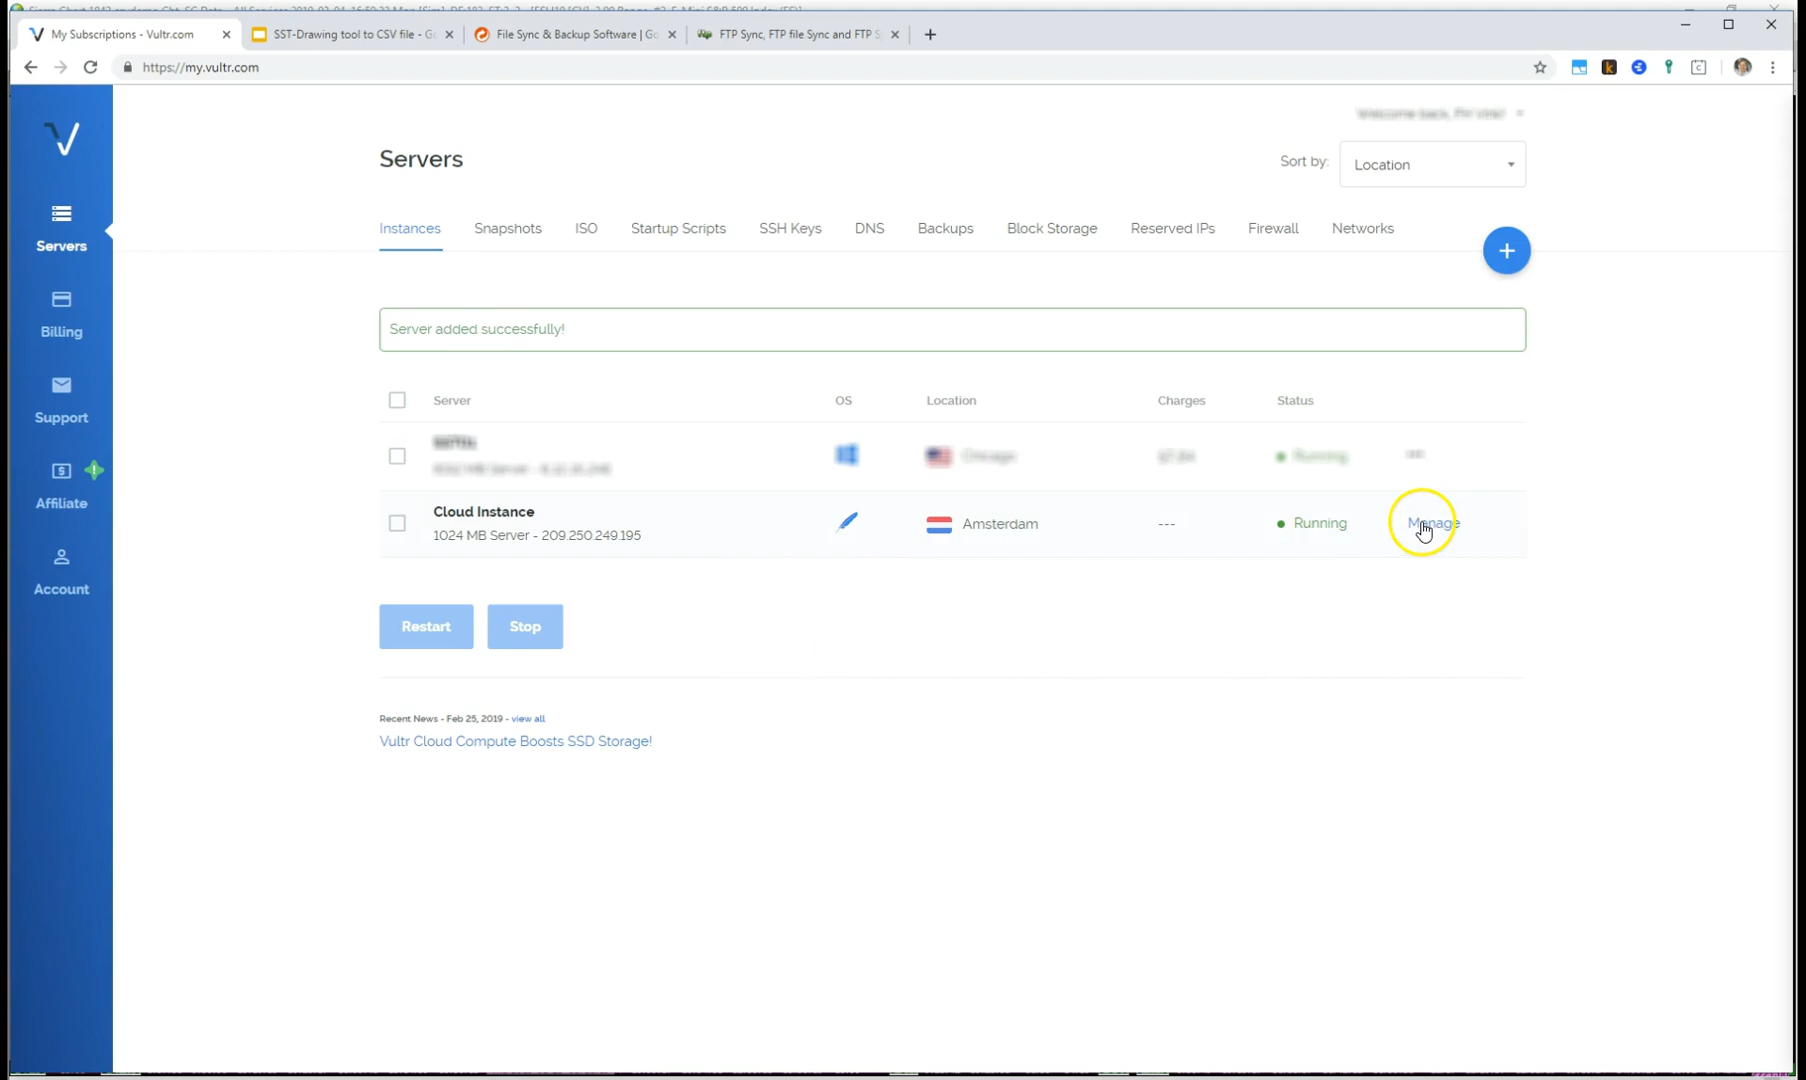 My Subscriptions - Vultr.com
SST-Drawing tool to CSV file - Go
File Sync & Backup Software | Go
FTP Sync, FTP file Sync and FTP S
https://my.vultr.com
Servers
Sort by:
Location
Instances
Snapshots
ISO
Startup Scripts
SSH Keys
DNS
Backups
Block Storage
Reserved IPs
Firewall
Networks
+
Servers
Billing
Support
Affiliate
Account
Server added successfully!
Server
OS
Location
Charges
Status
Chicago
Running
Cloud Instance
1024 MB Server - 209.250.249.195
Amsterdam
---
Running
Manage
Restart
Stop
Recent News - Feb 25, 2019 - view all
Vultr Cloud Compute Boosts SSD Storage!